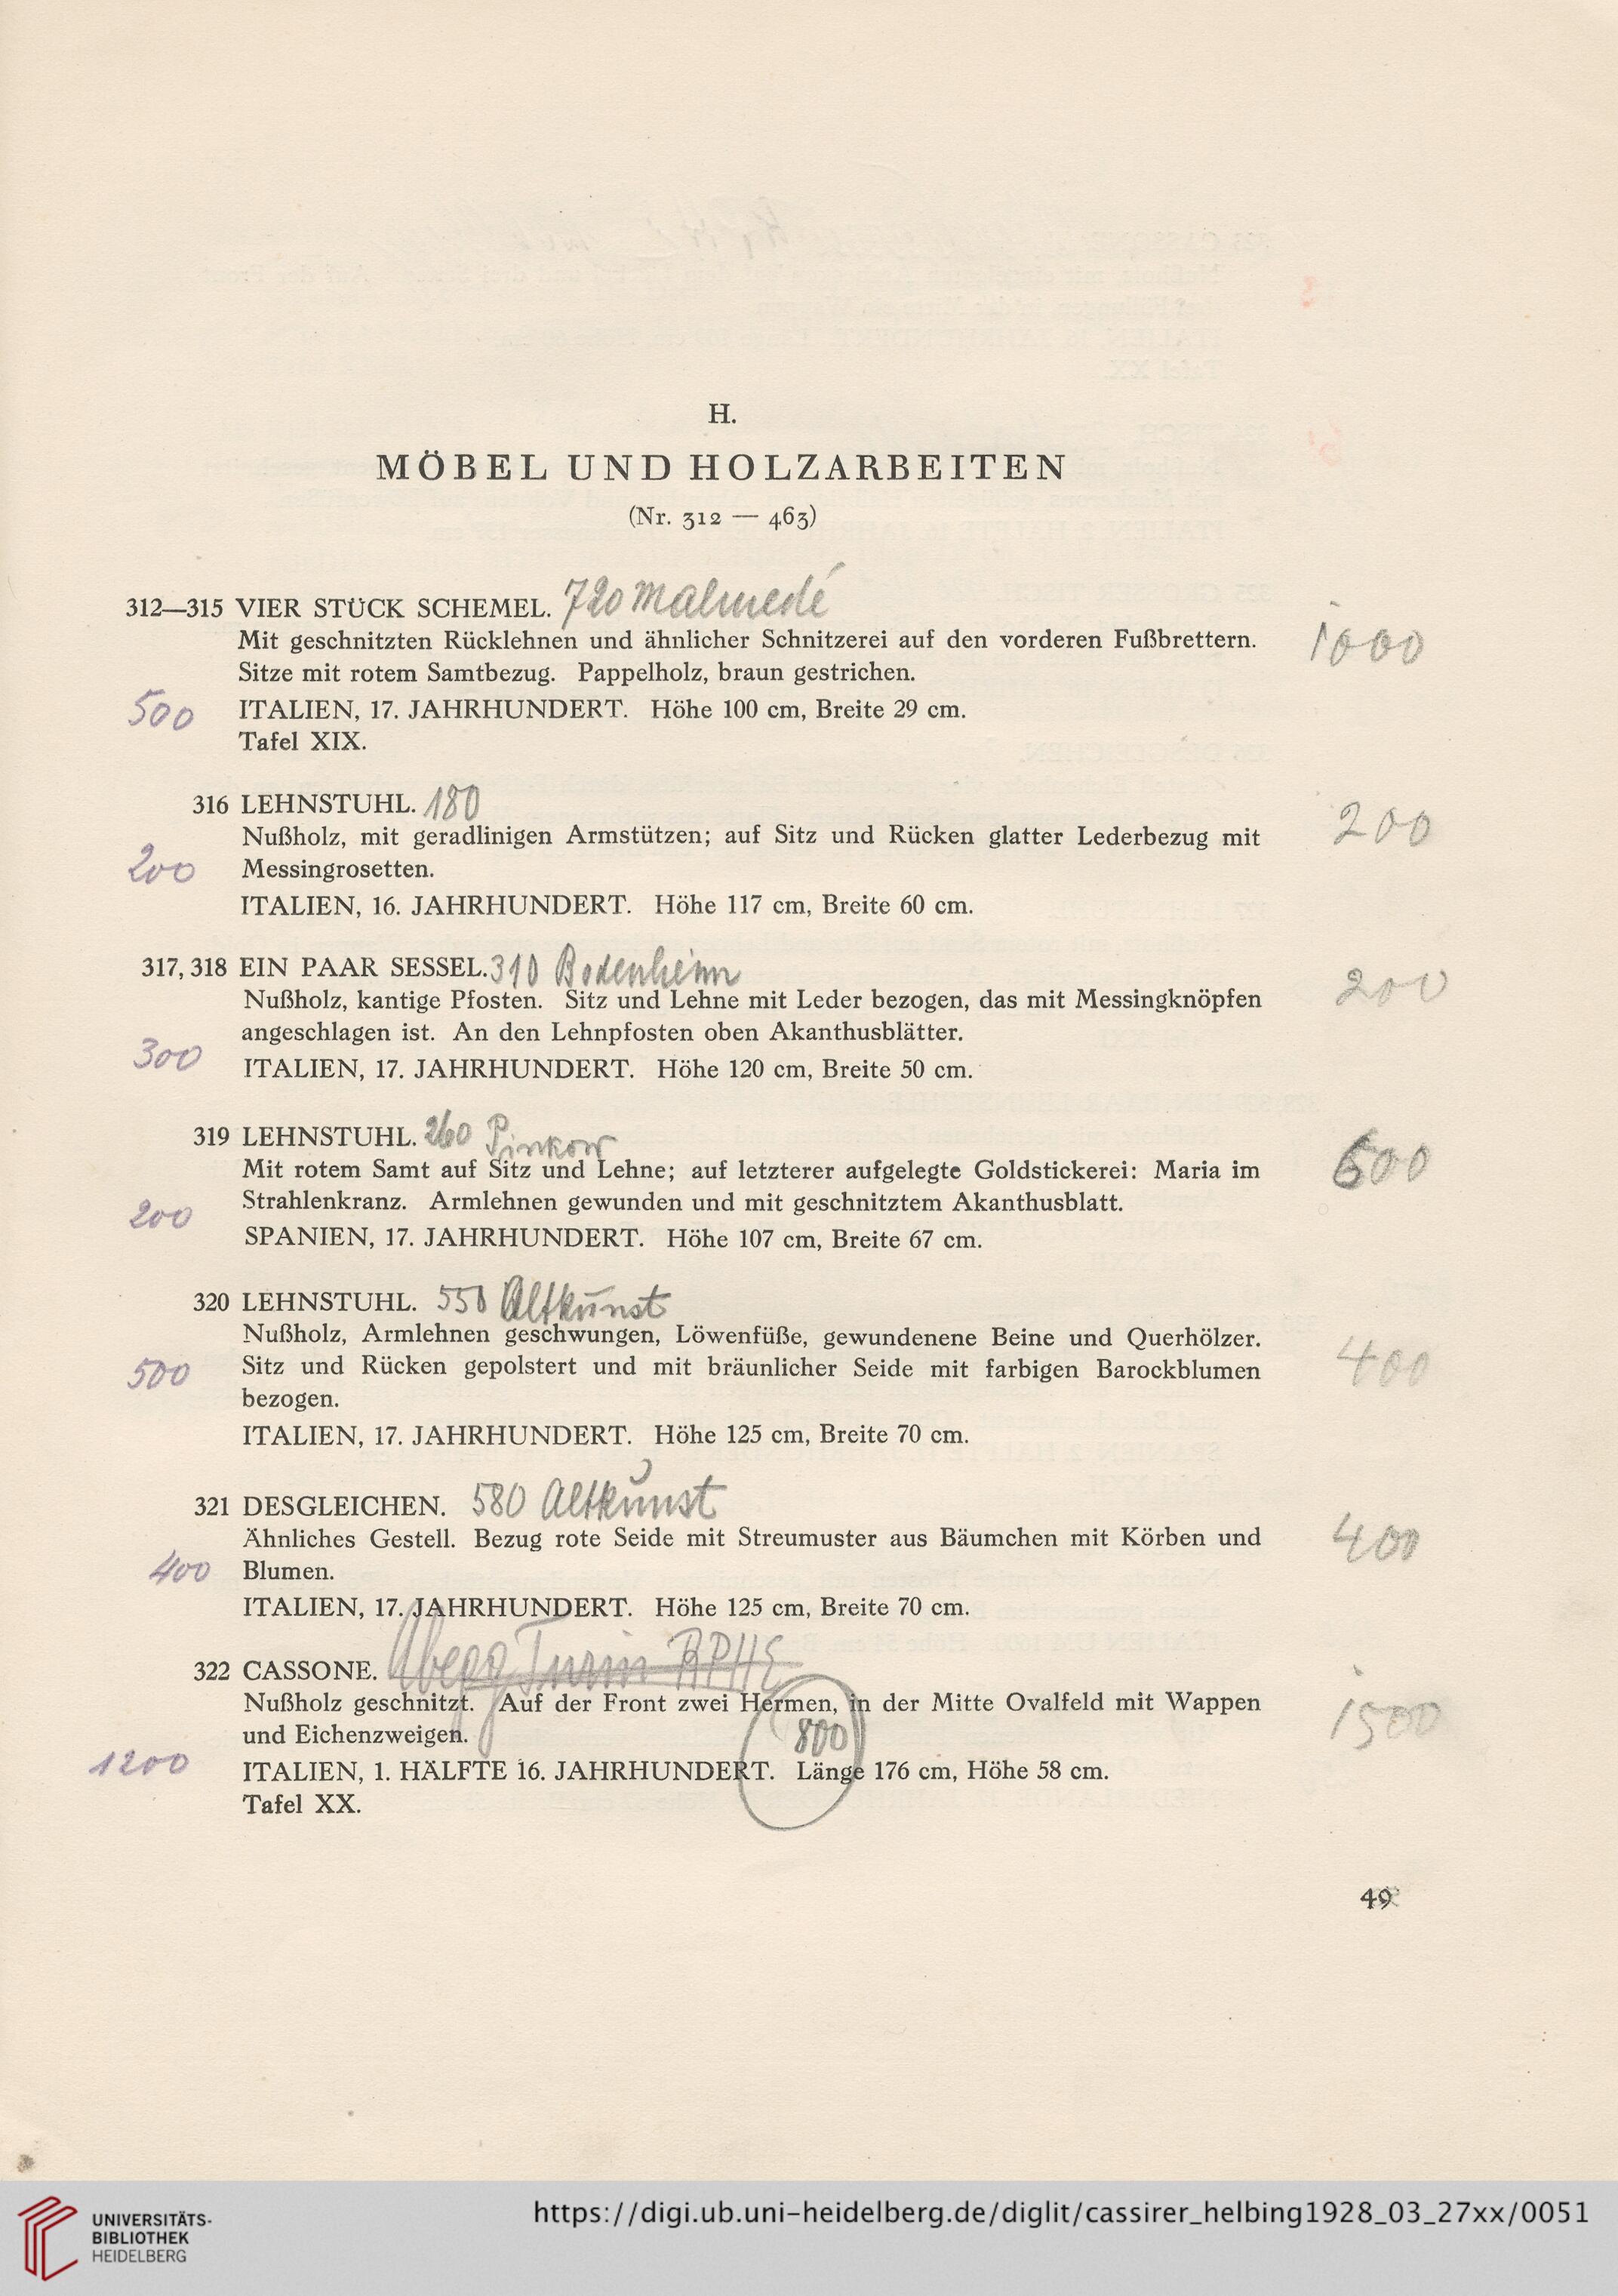 H.
MÖBEL UND HOLZARBEITEN
(Nr. 312 — 463)
312—315 VIER STÜCK SCHEMEL. 720 Malmedé
Mit geschnitzten Rücklehnen und ähnlicher Schnitzerei auf den vorderen Fußbrettern. 1000
Sitze mit rotem Samtbezug. Pappelholz, braun gestrichen.
500 ITALIEN, 17. JAHRHUNDERT. Höhe 100 cm, Breite 29 cm.
Tafel XIX.
316 LEHNSTUHL. 180
Nußholz, mit geradlinigen Armstützen; auf Sitz und Rücken glatter Lederbezug mit 200
200 Messingrosetten.
ITALIEN, 16. JAHRHUNDERT. Höhe 117 cm, Breite 60 cm.
317, 318 EIN PAAR SESSEL. 310 Bodenheim
Nußholz, kantige Pfosten. Sitz und Lehne mit Leder bezogen, das mit Messingknöpfen 200
angeschlagen ist. An den Lehnpfosten oben Akanthusblätter.
300 ITALIEN, 17. JAHRHUNDERT. Höhe 120 cm, Breite 50 cm.
319 LEHNSTUHL. 260 Pinkow
Mit rotem Samt auf Sitz und Lehne; auf letzterer aufgelegte Goldstickerei: Maria im 600
Strahlenkranz. Armlehnen gewunden und mit geschnitztem Akanthusblatt.
200 SPANIEN, 17. JAHRHUNDERT. Höhe 107 cm, Breite 67 cm.
320 LEHNSTUHL. 550 Altkunst
Nußholz, Armlehnen geschwungen, Löwenfüße, gewundenene Beine und Querhölzer. 400
500 Sitz und Rücken gepolstert und mit bräunlicher Seide mit farbigen Barockblumen
bezogen.
ITALIEN, 17. JAHRHUNDERT. Höhe 125 cm, Breite 70 cm.
321 DESGLEICHEN. 580 Altkunst
Ähnliches Gestell. Bezug rote Seide mit Streumuster aus Bäumchen mit Körben und 400
400 Blumen.
ITALIEN, 17. JAHRHUNDERT. Höhe 125 cm, Breite 70 cm.
322 CASSONE. Abegg Turin
Nußholz geschnitzt. Auf der Front zwei Hermen, in der Mitte Ovalfeld mit Wappen 1500
und Eichenzweigen. 800
1200 ITALIEN, 1. HÄLFTE 16. JAHRHUNDERT. Länge 176 cm, Höhe 58 cm.
Tafel XX.
49
UNIVERSITÄTS-
BIBLIOTHEK
HEIDELBERG
https://digi.ub.uni-heidelberg.de/diglit/cassirer_helbing1928_03_27xx/0051